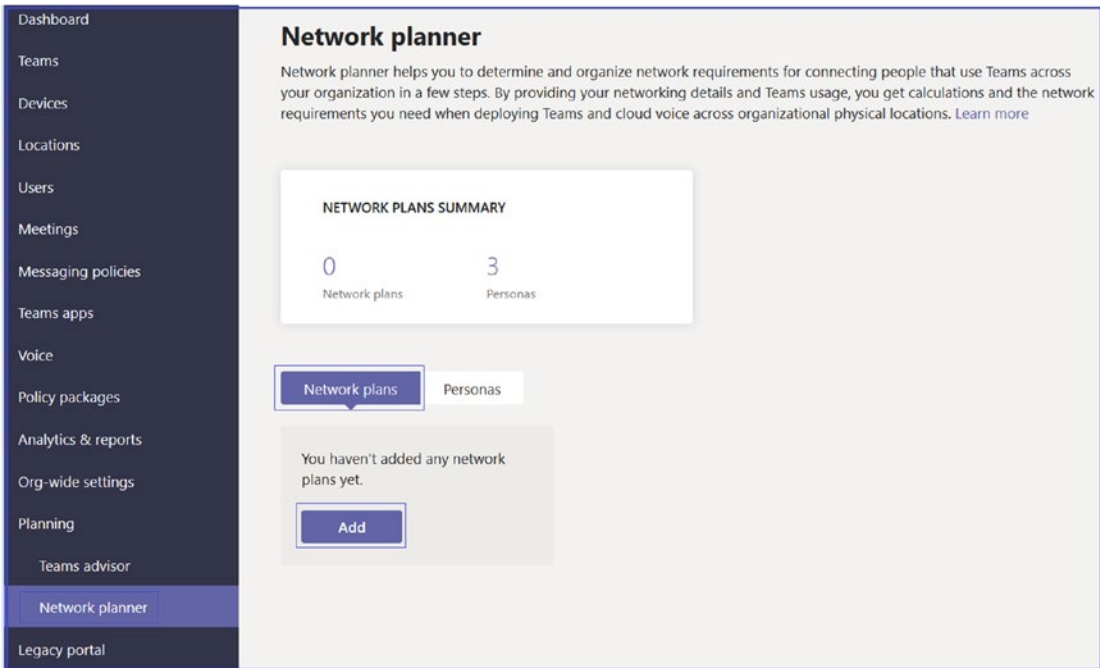 Dashboard
Teams
Devices
Locations
Users
Meetings
Messaging policies
Teams apps
Voice
Policy packages
Analytics & reports
Org-wide settings
Planning
Teams advisor
Network planner
Legacy portal
Network planner
Network planner helps you to determine and organize network requirements for connecting people that use Teams across
your organization in a few steps. By providing your networking details and Teams usage, you get calculations and the network
requirements you need when deploying Teams and cloud voice across organizational physical locations. Learn more
NETWORK PLANS SUMMARY
0 3
Network plans Personas
Network plans Personas
You haven't added any network
plans yet.
Add